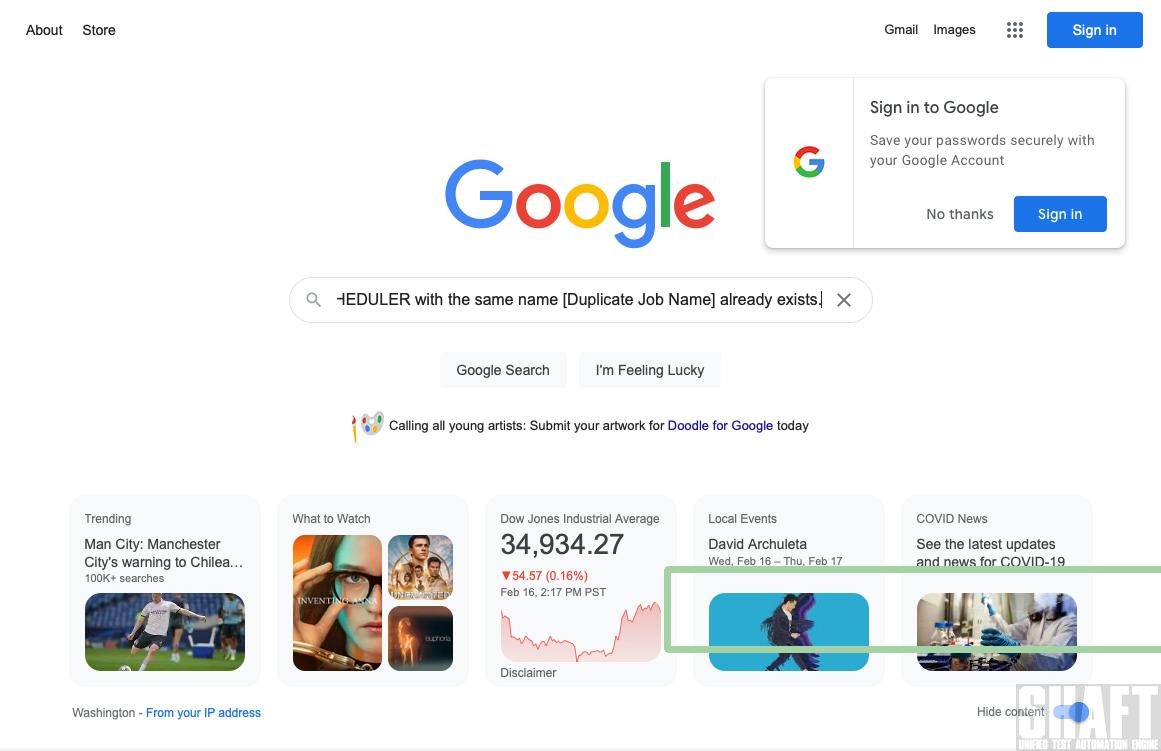 About Store
Gmail Images
Sign in
Sign in to Google
Save your passwords securely with
your Google Account
No thanks
Sign in
Google
HEDULER with the same name [Duplicate Job Name] already exists.
Google Search
I'm Feeling Lucky
Calling all young artists: Submit your artwork for Doodle for Google today
Trending
Man City: Manchester
City's warning to Chilea…
100K+ searches
What to Watch
INVENTING ANNA
UNCHARTED
euphoria
Dow Jones Industrial Average
34,934.27
▼54.57 (0.16%)
Feb 16, 2:17 PM PST
Disclaimer
Local Events
David Archuleta
Wed, Feb 16 – Thu, Feb 17
COVID News
See the latest updates
and news for COVID-19
Washington - From your IP address
Hide content
SHAFT
UNIFIED TEST AUTOMATION ENGINE